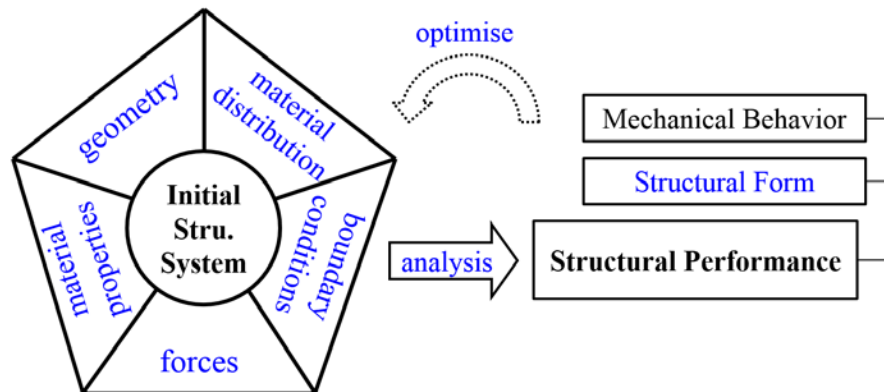 optimise
geometry
material
distribution
Initial
Stru.
System
material
properties
boundary
conditions
forces
analysis
Mechanical Behavior
Structural Form
Structural Performance